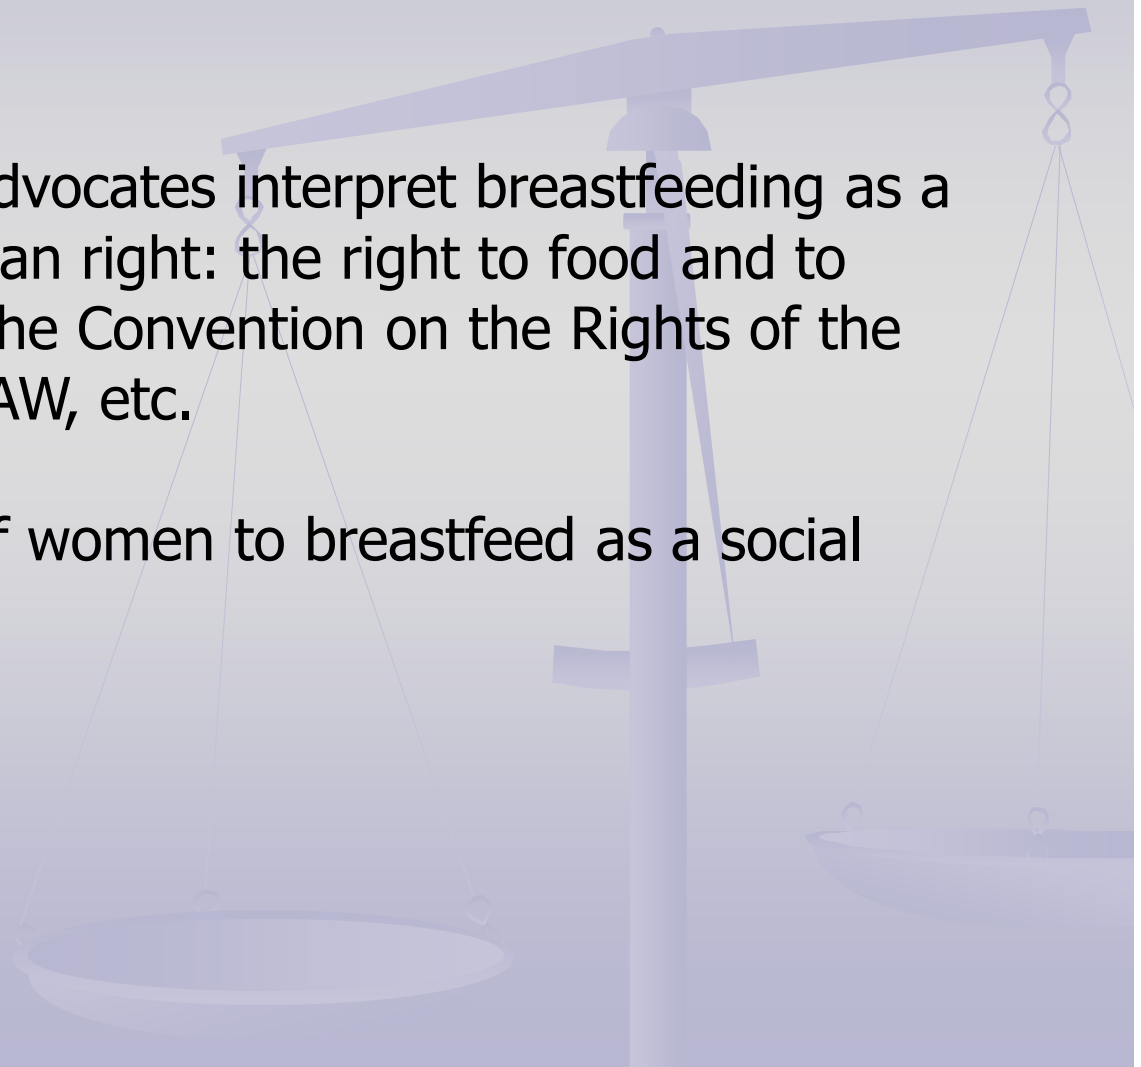 dvocates interpret breastfeeding as a
an right: the right to food and to
he Convention on the Rights of the
AW, etc.
f women to breastfeed as a social